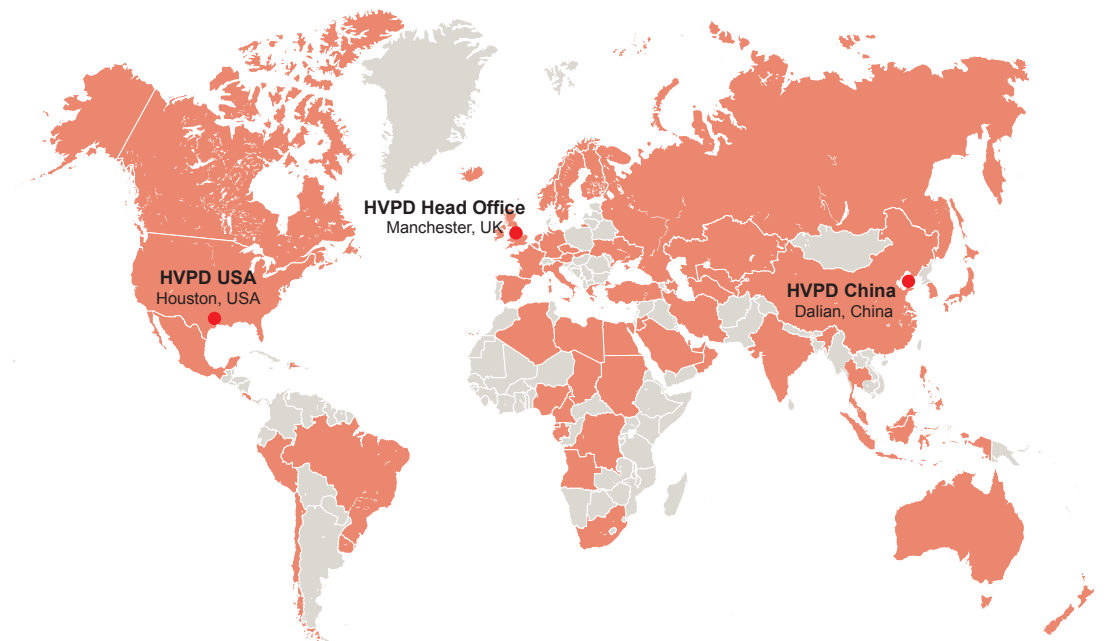 HVPD Head Office
Manchester, UK
HVPD USA
Houston, USA
HVPD China
Dalian, China